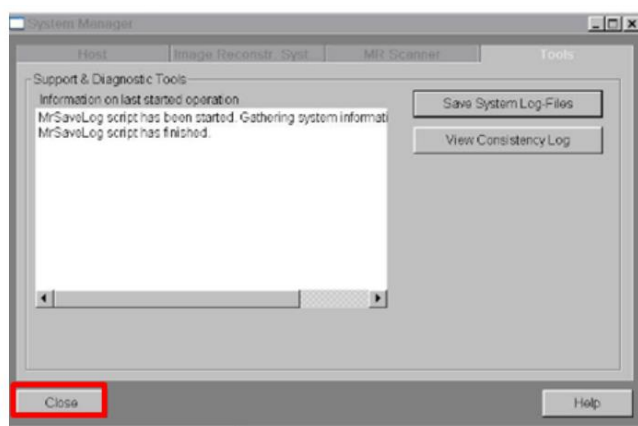 System Manager
Host
Image Reconstr. Syst.
MR Scanner
Tools
Support & Diagnostic Tools
Information on last started operation
MrSaveLog script has been started. Gathering system informati
MrSaveLog script has finished.
Save System Log-Files
View Consistency Log
Close
Help